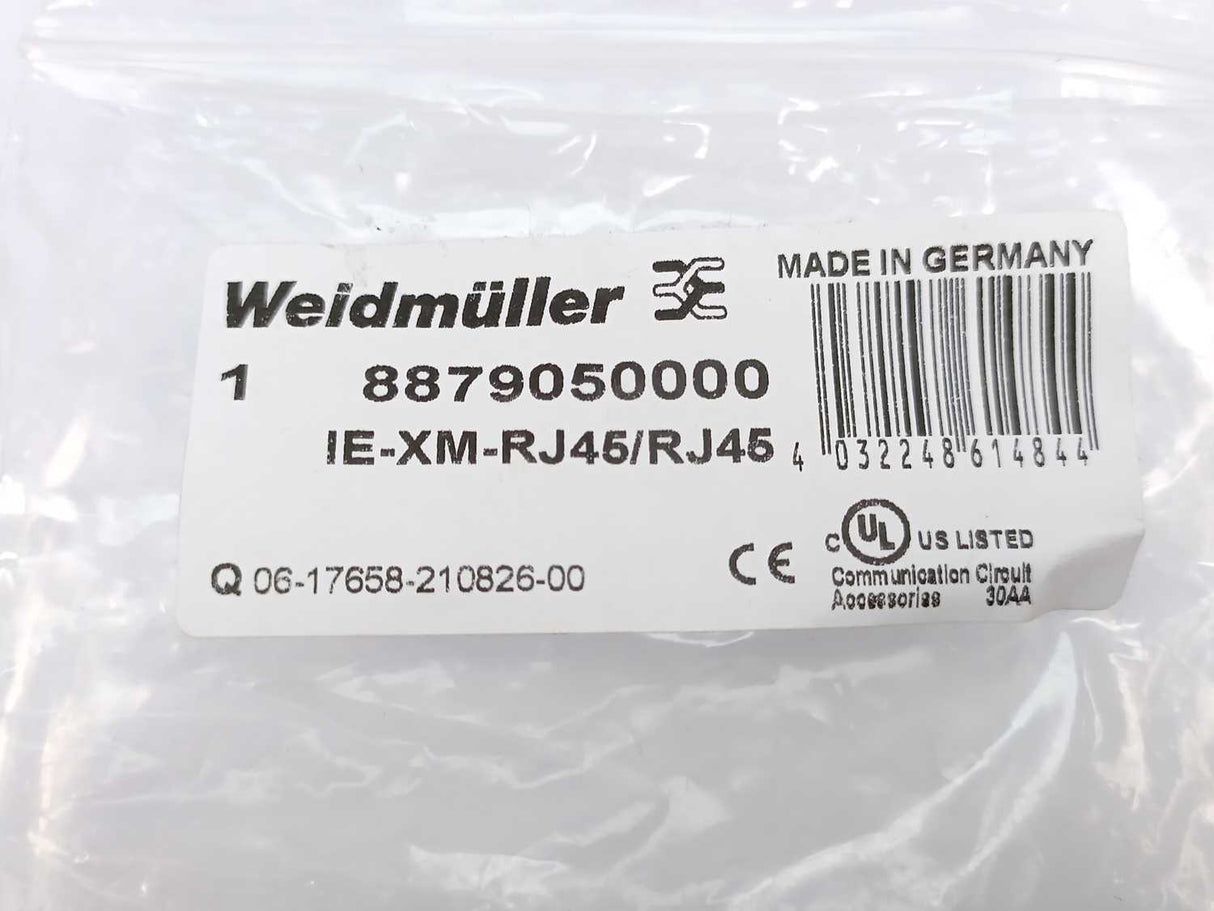 Weidmüller
MADE IN GERMANY
1 8879050000
IE-XM-RJ45/RJ45
4 032248 614844
Q 06-17658-210826-00
CE
C UL US LISTED
Communication Circuit
Accessories 30AA